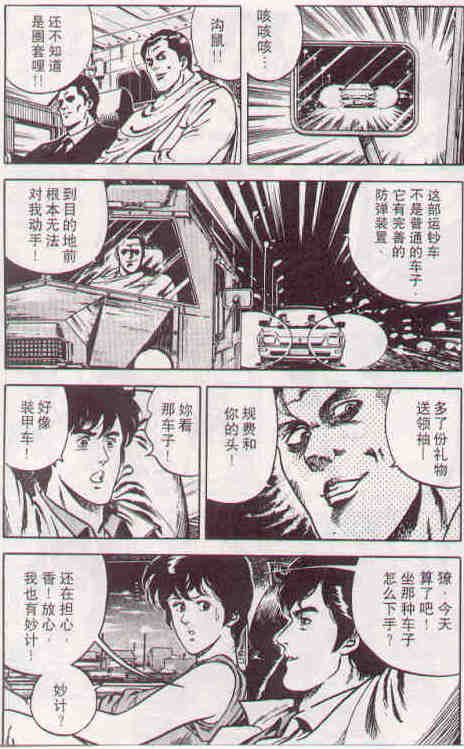 咳咳咳…
沟鼠!!
还不知道
是圈套哩!!
这部运钞车
不是普通的车子.
它有完善的
防弹装置.
到目的地前
根本无法
对我动手!
多了份礼物
送领袖—
规费和
你的头!
妳看
那车子!
好像
装甲车!
獠.今天
算了吧!
坐那种车子
怎么下手?
还在担心.
香!放心.
我也有妙计!
妙计?